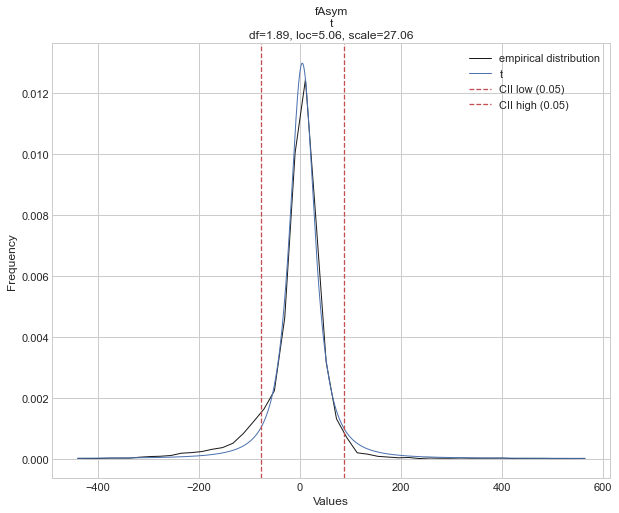 fAsym
t
df=1.89, loc=5.06, scale=27.06
empirical distribution
t
CII low (0.05)
CII high (0.05)
0.012
0.010
0.008
0.006
0.004
0.002
0.000
Frequency
−400
−200
0
200
400
600
Values